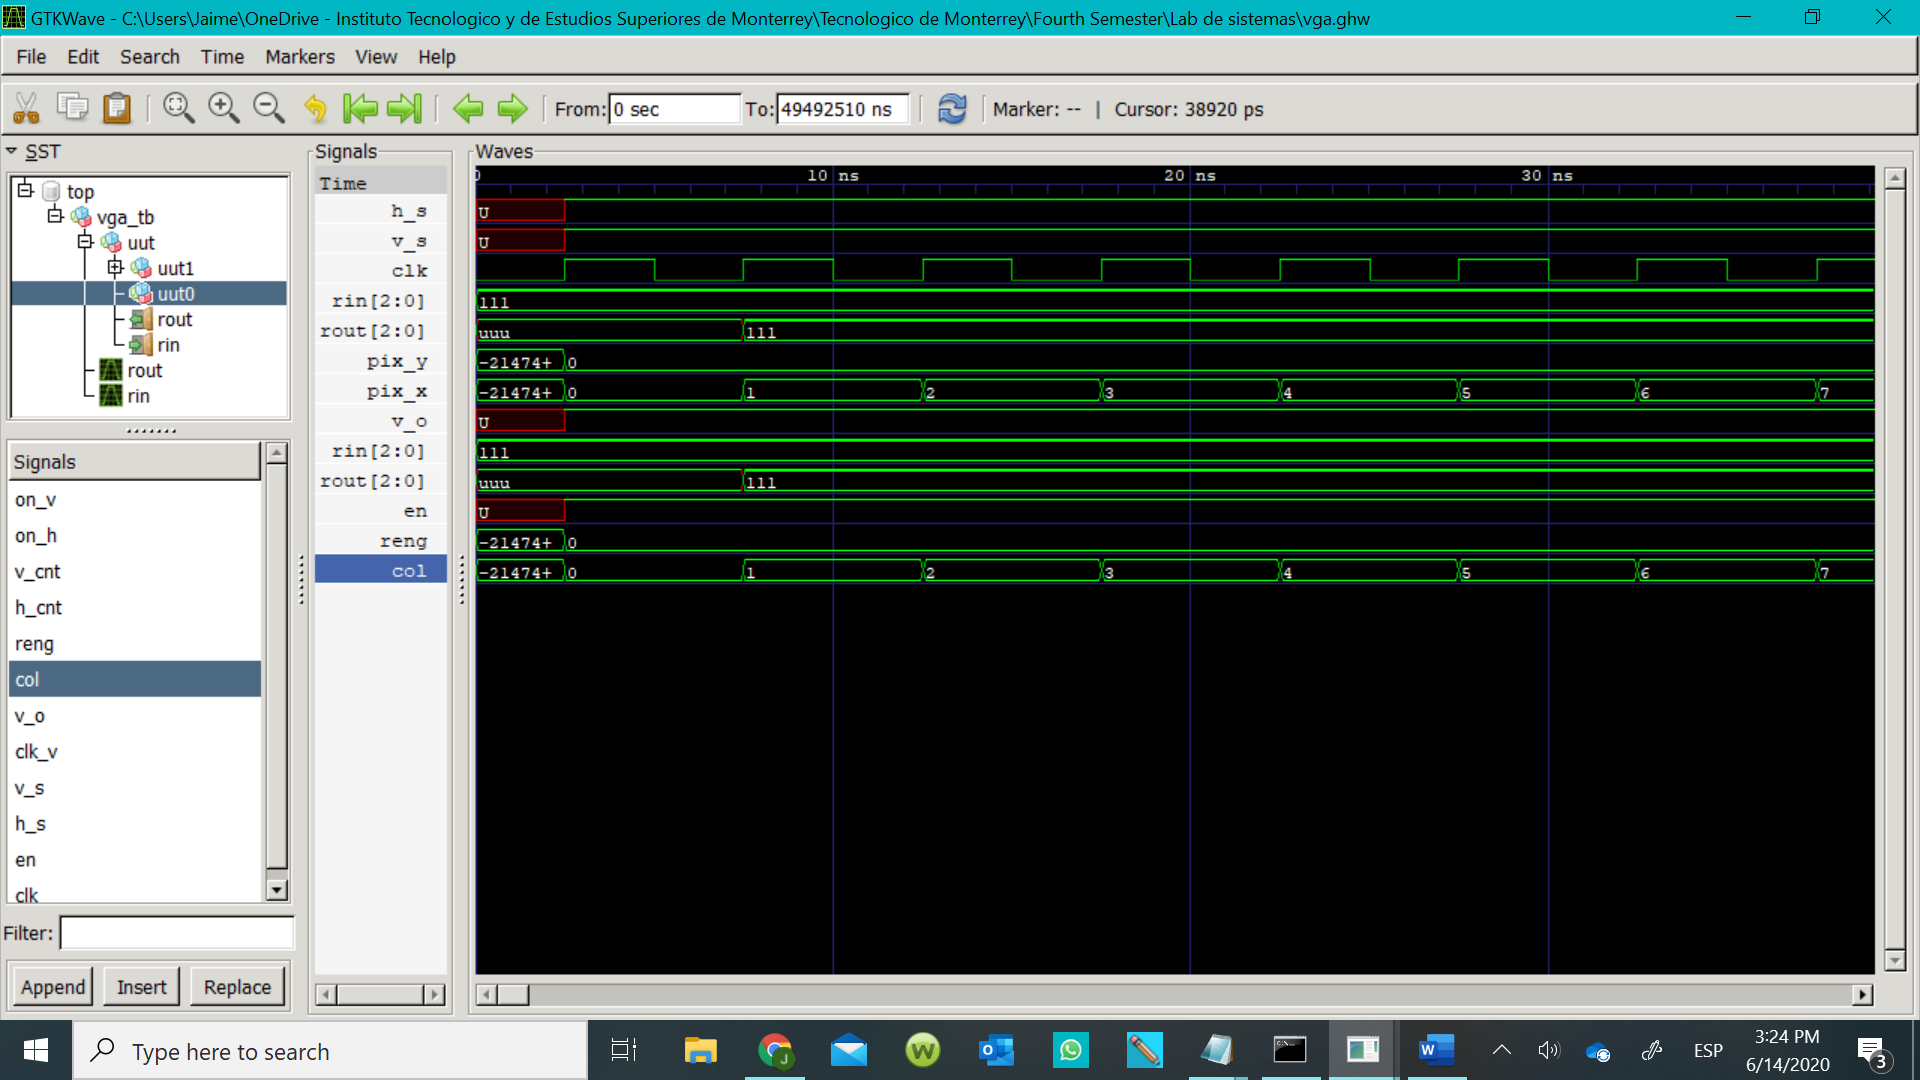 GTKWave - C:\Users\Jaime\OneDrive - Instituto Tecnologico y de Estudios Superiores de Monterrey\Tecnologico de Monterrey\Fourth Semester\Lab de sistemas\vga.ghw
File Edit Search Time Markers View Help
From: 0 sec To: 49492510 ns Marker: -- | Cursor: 38920 ps
SST
top
vga_tb
uut
uut1
uut0
rout
rin
rout
rin
Signals
on_v
on_h
v_cnt
h_cnt
reng
col
v_o
clk_v
v_s
h_s
en
clk
Filter:
Append Insert Replace
Signals
Time
h_s
v_s
clk
rin[2:0]
rout[2:0]
pix_y
pix_x
v_o
rin[2:0]
rout[2:0]
en
reng
col
Waves
0 10 ns 20 ns 30 ns
U
U
111
uuu 111
-21474+ 0
-21474+ 0 1 2 3 4 5 6 7
U
111
uuu 111
U
-21474+ 0
-21474+ 0 1 2 3 4 5 6 7
Type here to search
ESP
3:24 PM
6/14/2020
3